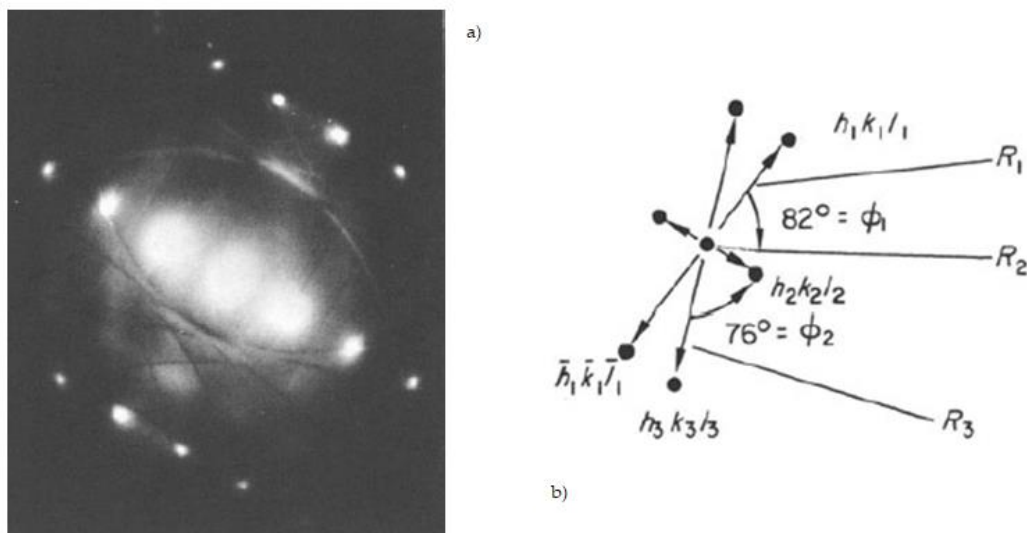 a)
h₁k₁l₁
R₁
82° = ϕ₁
R₂
h₂k₂l₂
76° = ϕ₂
h̄₁k̄₁l̄₁
h₃k₃l₃
R₃
b)